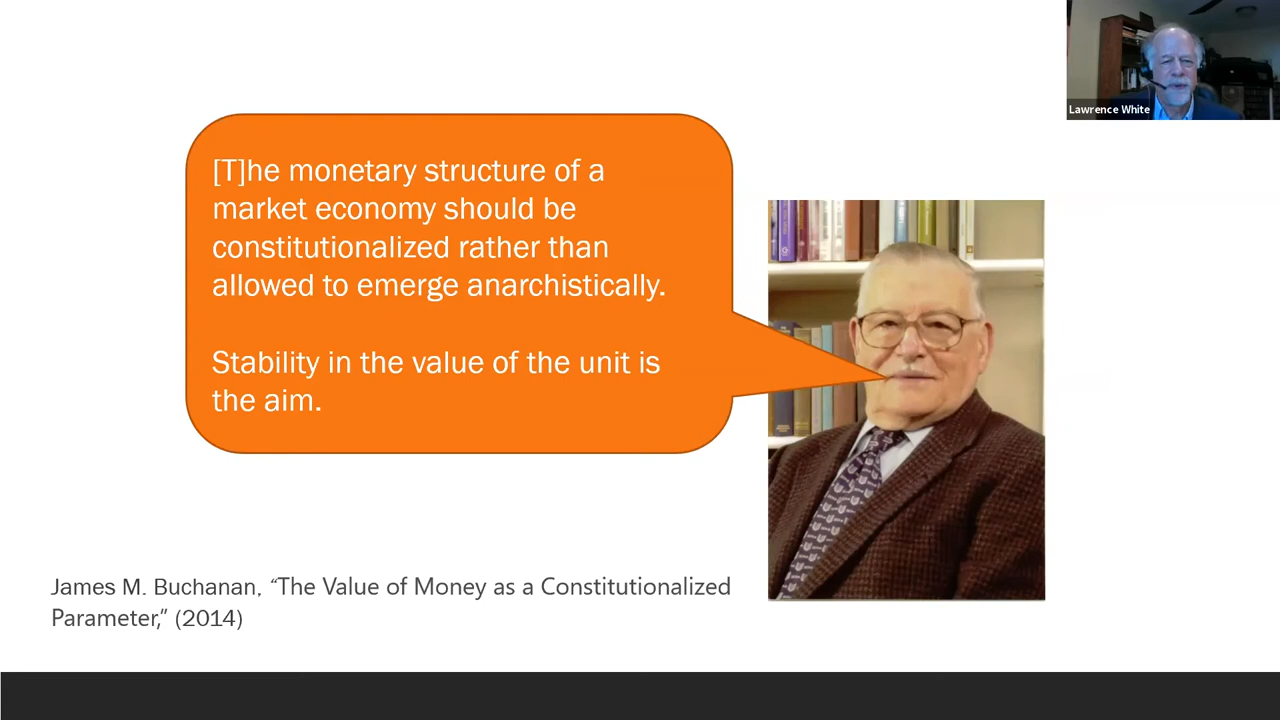 Lawrence White
[T]he monetary structure of a
market economy should be
constitutionalized rather than
allowed to emerge anarchistically.
Stability in the value of the unit is
the aim.
James M. Buchanan, “The Value of Money as a Constitutionalized
Parameter,” (2014)